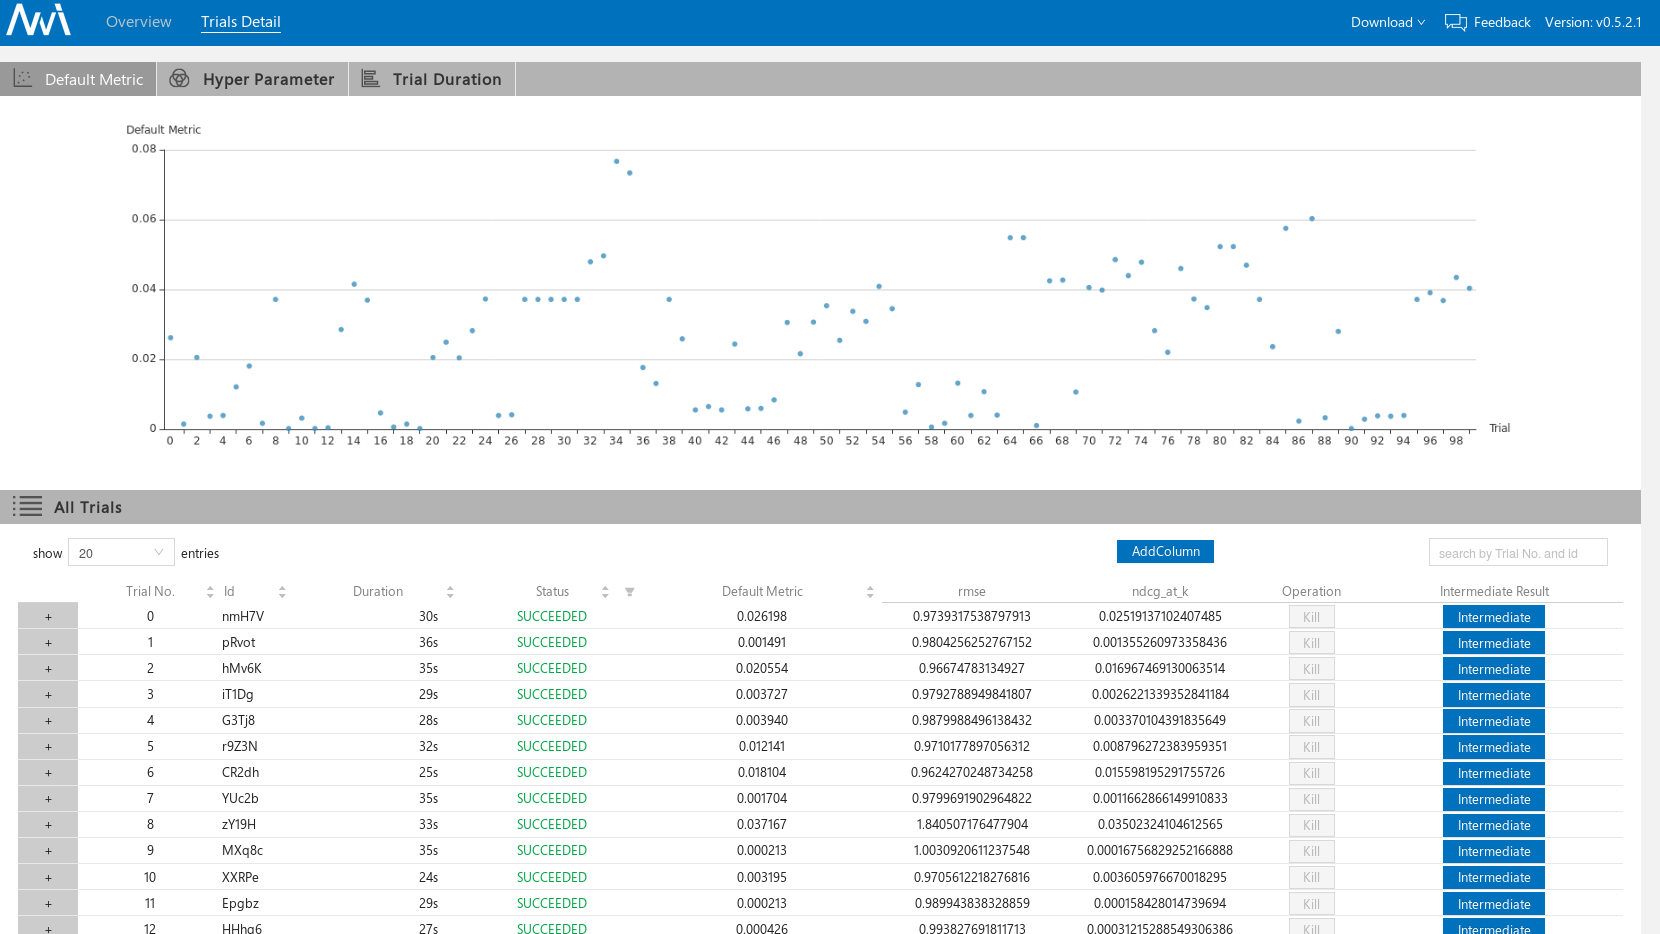 Overview Trials Detail Download Feedback Version: v0.5.2.1
Default Metric Hyper Parameter Trial Duration
Default Metric
0.08
0.06
0.04
0.02
0
0 2 4 6 8 10 12 14 16 18 20 22 24 26 28 30 32 34 36 38 40 42 44 46 48 50 52 54 56 58 60 62 64 66 68 70 72 74 76 78 80 82 84 86 88 90 92 94 96 98
Trial
All Trials
show 20 entries AddColumn search by Trial No. and id
Trial No. Id Duration Status Default Metric rmse ndcg_at_k Operation Intermediate Result
+ 0 nmH7V 30s SUCCEEDED 0.026198 0.9739317538797913 0.02519137102407485 Kill Intermediate
+ 1 pRvot 36s SUCCEEDED 0.001491 0.9804256252767152 0.001355260973358436 Kill Intermediate
+ 2 hMv6K 35s SUCCEEDED 0.020554 0.96674783134927 0.016967469130063514 Kill Intermediate
+ 3 iT1Dg 29s SUCCEEDED 0.003727 0.9792788949841807 0.0026221339352841184 Kill Intermediate
+ 4 G3Tj8 28s SUCCEEDED 0.003940 0.9879988496138432 0.003370104391835649 Kill Intermediate
+ 5 r9Z3N 32s SUCCEEDED 0.012141 0.9710177897056312 0.008796272383959351 Kill Intermediate
+ 6 CR2dh 25s SUCCEEDED 0.018104 0.9624270248734258 0.015598195291755726 Kill Intermediate
+ 7 YUc2b 35s SUCCEEDED 0.001704 0.9799691902964822 0.0011662866149910833 Kill Intermediate
+ 8 zY19H 33s SUCCEEDED 0.037167 1.840507176477904 0.03502324104612565 Kill Intermediate
+ 9 MXq8c 35s SUCCEEDED 0.000213 1.0030920611237548 0.00016756829252166888 Kill Intermediate
+ 10 XXRPe 24s SUCCEEDED 0.003195 0.9705612218276816 0.003605976670018295 Kill Intermediate
+ 11 Epgbz 29s SUCCEEDED 0.000213 0.989943838328859 0.000158428014739694 Kill Intermediate
+ 12 HHhg6 27s SUCCEEDED 0.000426 0.993827691811713 0.00031215288549306386 Kill Intermediate